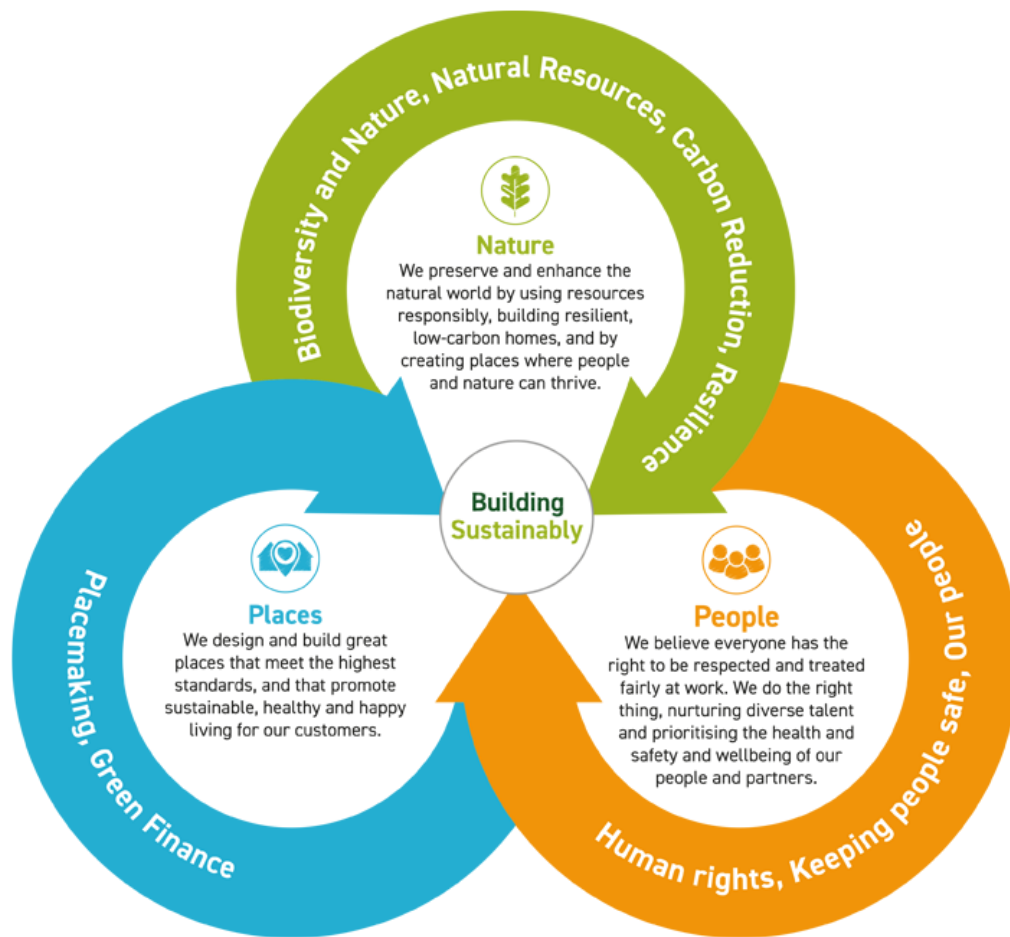 Biodiversity and Nature, Natural Resources, Carbon Reduction, Resilience
Nature
We preserve and enhance the
natural world by using resources
responsibly, building resilient,
low-carbon homes, and by
creating places where people
and nature can thrive.
Building
Sustainably
Placemaking, Green Finance
Places
We design and build great
places that meet the highest
standards, and that promote
sustainable, healthy and happy
living for our customers.
Human rights, Keeping people safe, Our people
People
We believe everyone has the
right to be respected and treated
fairly at work. We do the right
thing, nurturing diverse talent
and prioritising the health and
safety and wellbeing of our
people and partners.